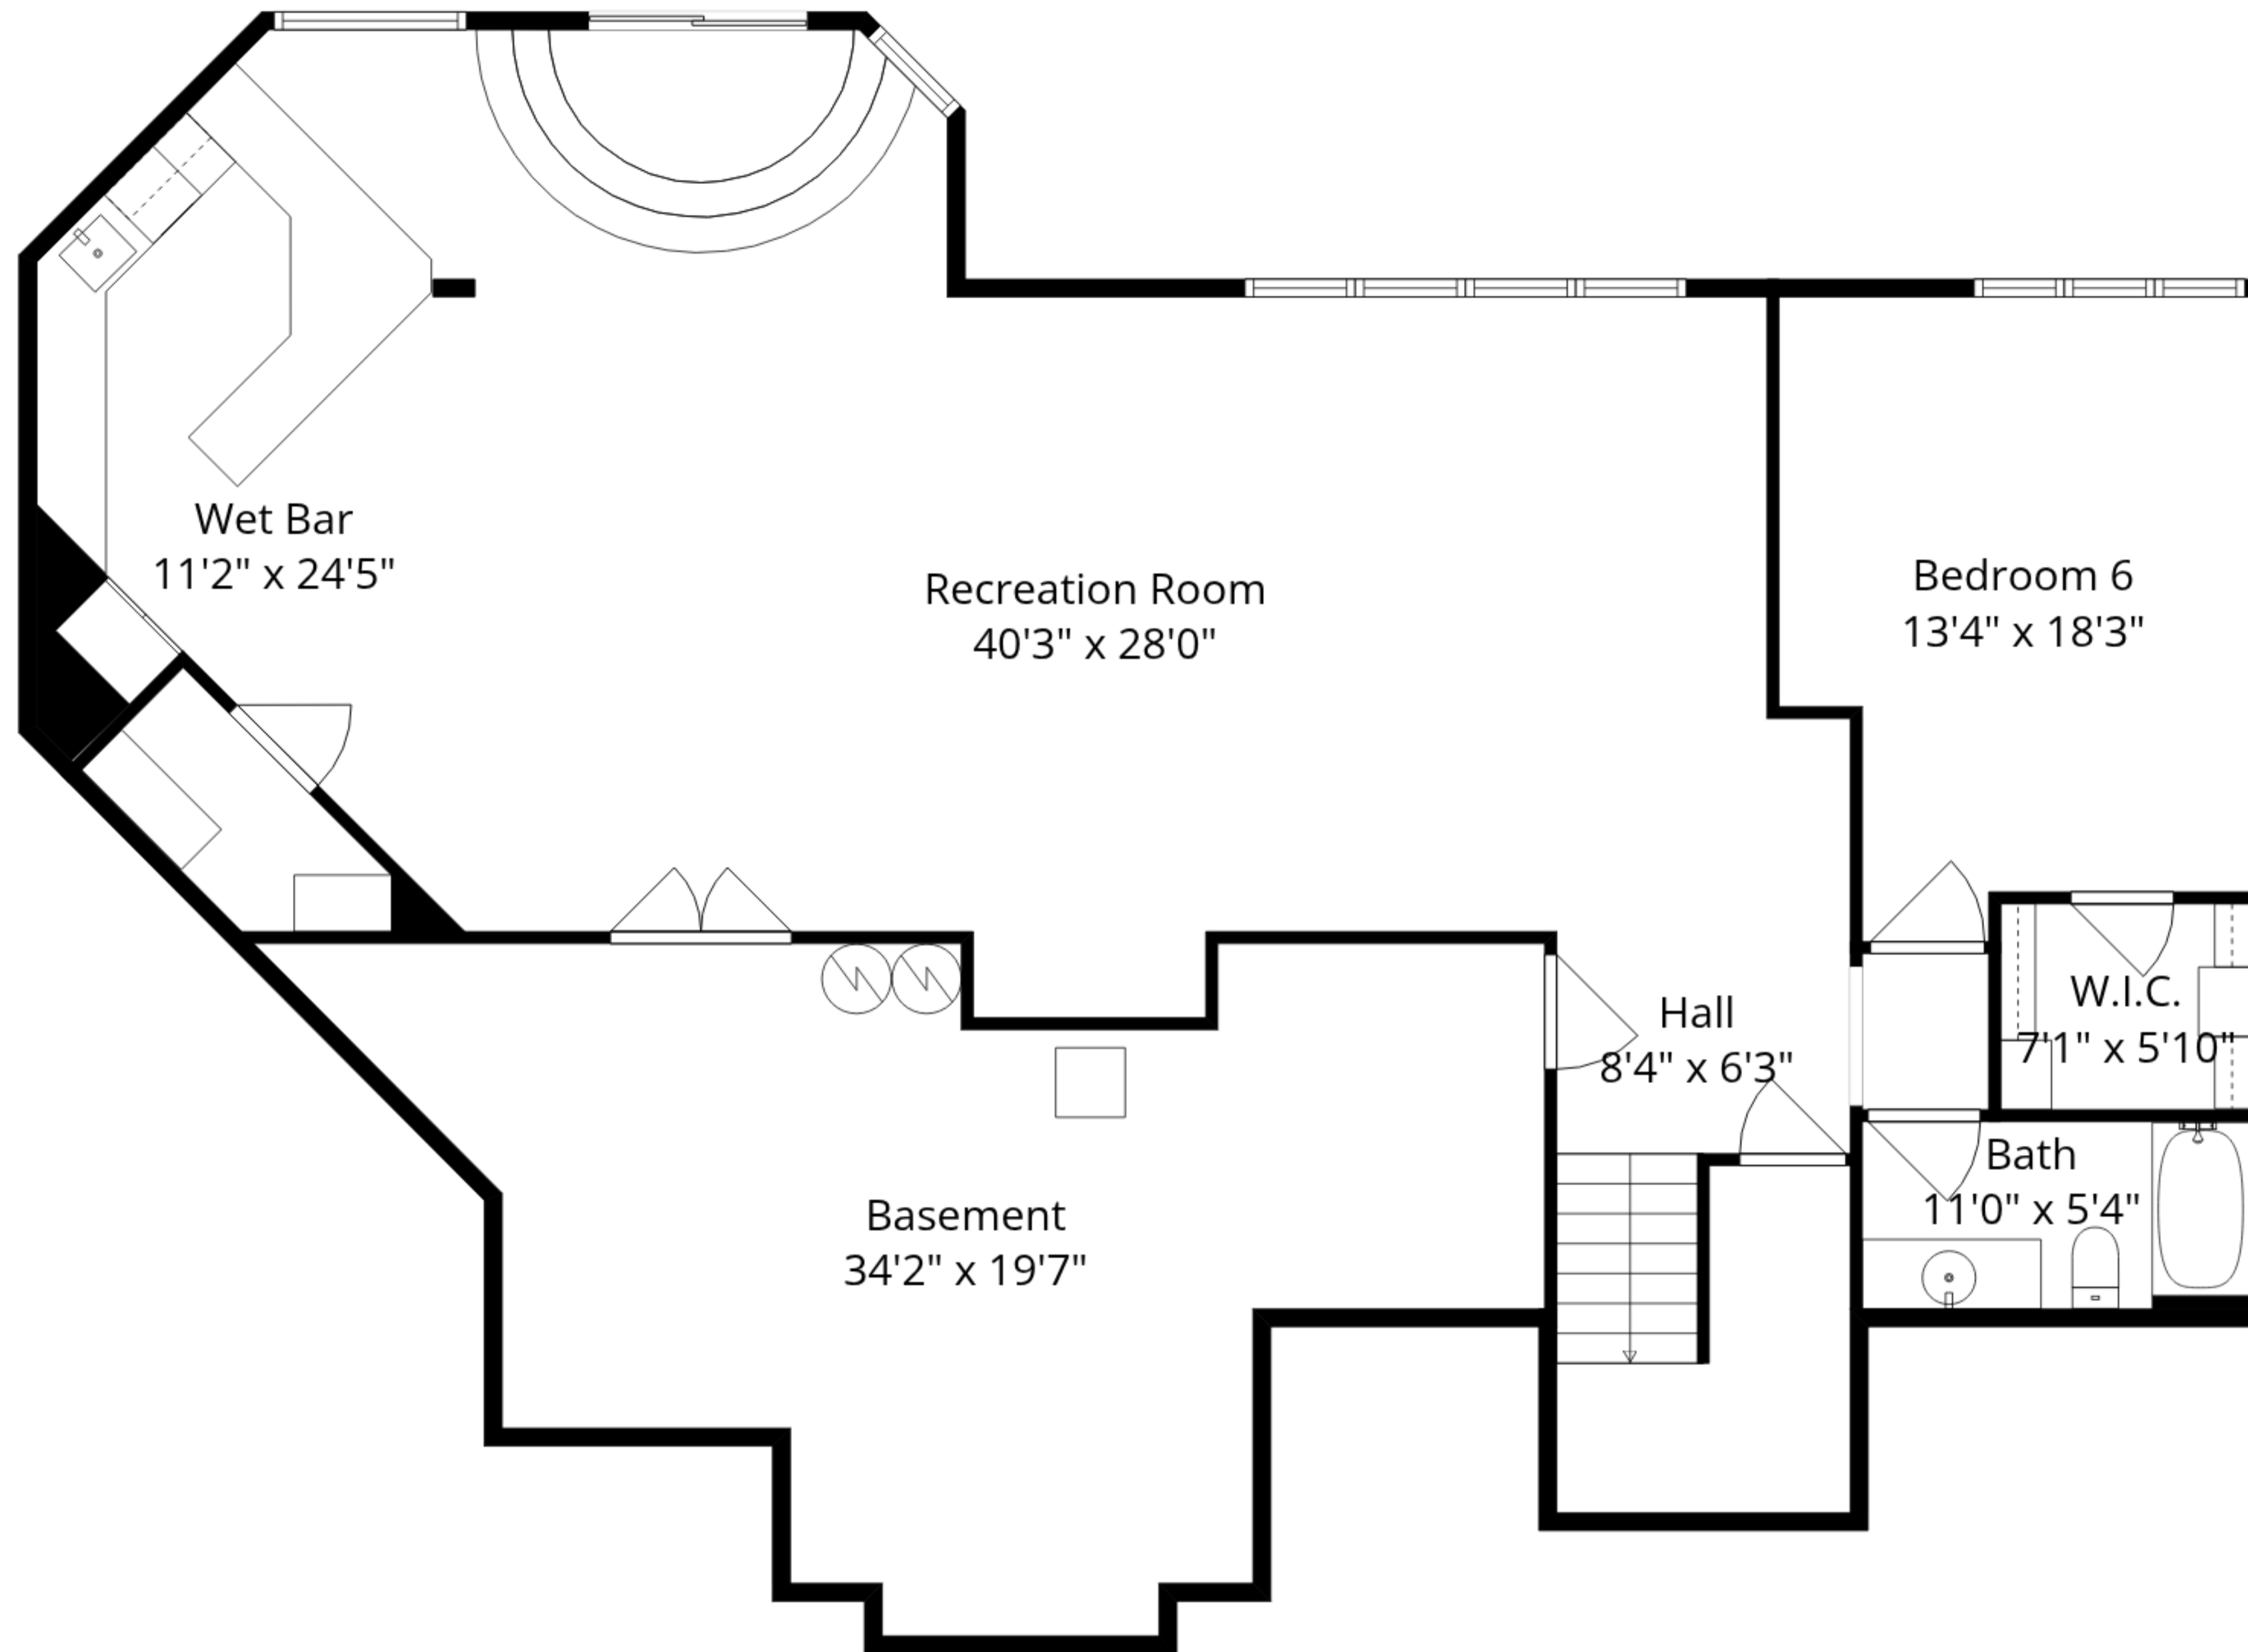 Wet Bar
11'2" x 24'5"
Recreation Room
40'3" x 28'0"
Bedroom 6
13'4" x 18'3"
Hall
8'4" x 6'3"
W.I.C.
7'1" x 5'10"
Bath
11'0" x 5'4"
Basement
34'2" x 19'7"